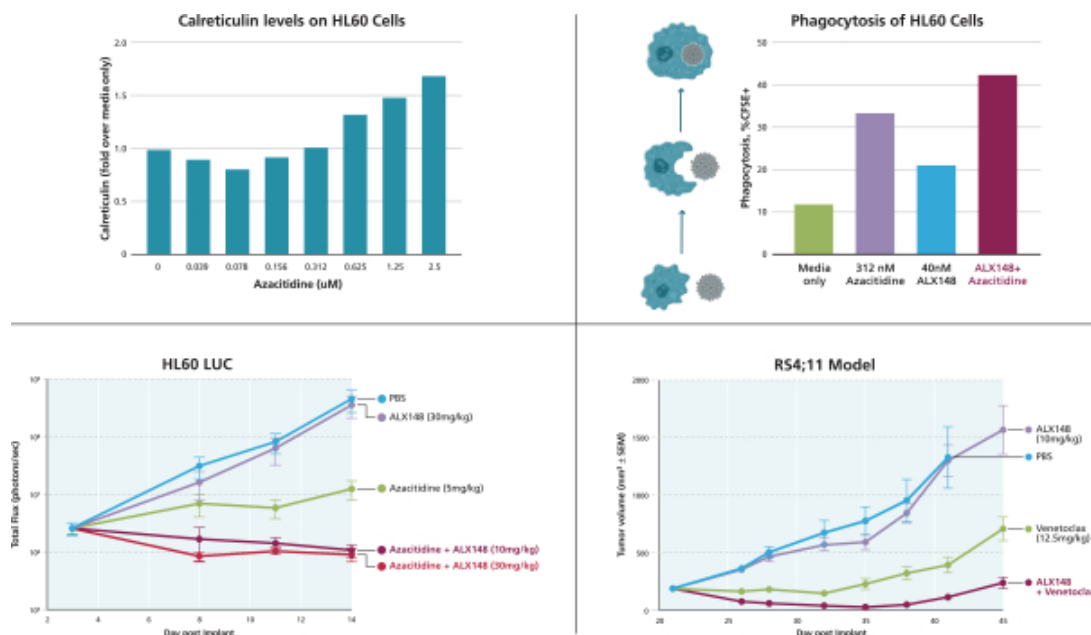 Calreticulin levels on HL60 Cells
Calreticulin (fold over media only)
2.0
1.5
1.0
0.5
0
0 0.039 0.078 0.156 0.312 0.625 1.25 2.5
Azacitidine (uM)
Phagocytosis of HL60 Cells
Phagocytosis, %CFSE+
50
40
30
20
10
0
Media only
312 nM Azacitidine
40nM ALX148
ALX148+ Azacitidine
HL60 LUC
Total Flux (photons/sec)
2 4 6 8 10 12 14
Day post Implant
PBS
ALX148 (30mg/kg)
Azacitidine (5mg/kg)
Azacitidine + ALX148 (10mg/kg)
Azacitidine + ALX148 (30mg/kg)
RS4;11 Model
Tumor volume (mm³ ± SEM)
2000
1500
1000
500
0
20 25 30 35 40 45
Day post Implant
ALX148
(10mg/kg)
PBS
Venetoclax
(12.5mg/kg)
ALX148
+ Venetoclax